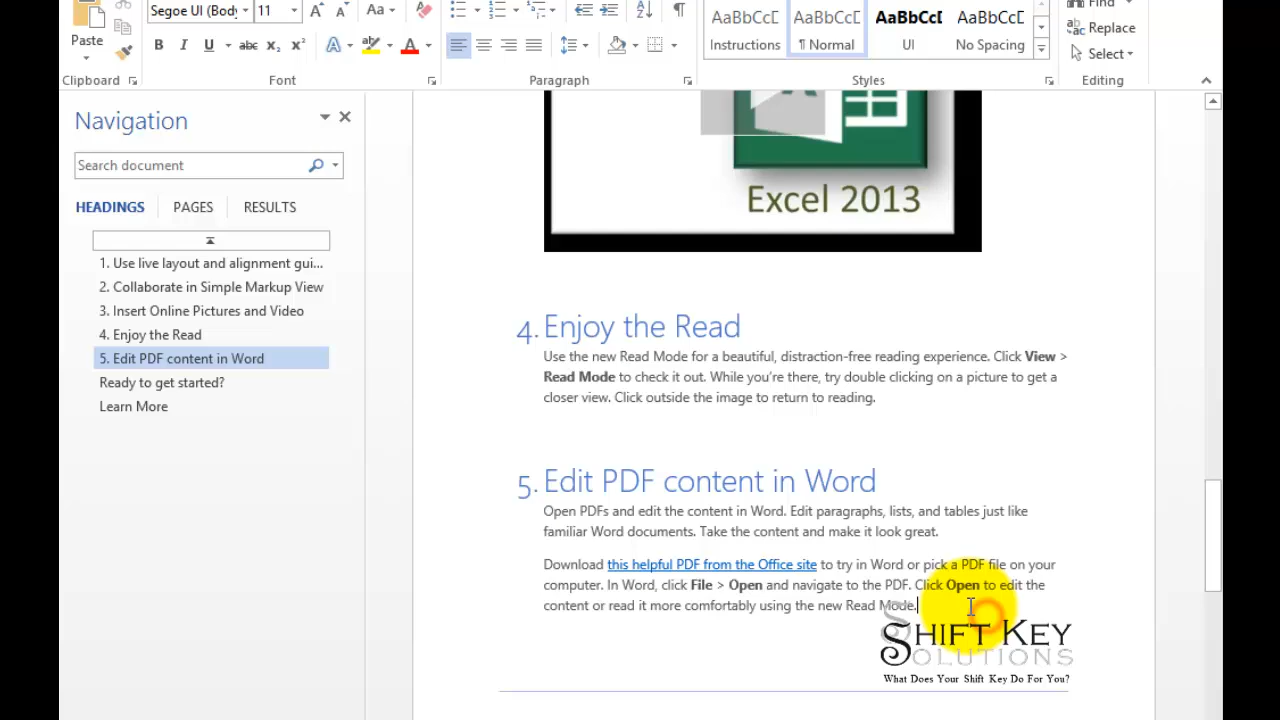 Segoe UI (Body 11 Aa
Paste
B I U abc X₂ X² A A
Clipboard Font Paragraph Styles Editing
AaBbCcD AaBbCcD AaBbCcD AaBbCcD
Instructions ¶ Normal UI No Spacing
Find
Replace
Select
Navigation
Search document
HEADINGS PAGES RESULTS
1. Use live layout and alignment gui...
2. Collaborate in Simple Markup View
3. Insert Online Pictures and Video
4. Enjoy the Read
5. Edit PDF content in Word
Ready to get started?
Learn More
Excel 2013
4. Enjoy the Read
Use the new Read Mode for a beautiful, distraction-free reading experience. Click View >
Read Mode to check it out. While you’re there, try double clicking on a picture to get a
closer view. Click outside the image to return to reading.
5. Edit PDF content in Word
Open PDFs and edit the content in Word. Edit paragraphs, lists, and tables just like
familiar Word documents. Take the content and make it look great.
Download this helpful PDF from the Office site to try in Word or pick a PDF file on your
computer. In Word, click File > Open and navigate to the PDF. Click Open to edit the
content or read it more comfortably using the new Read Mode.
SHIFT KEY
SOLUTIONS
What Does Your Shift Key Do For You?